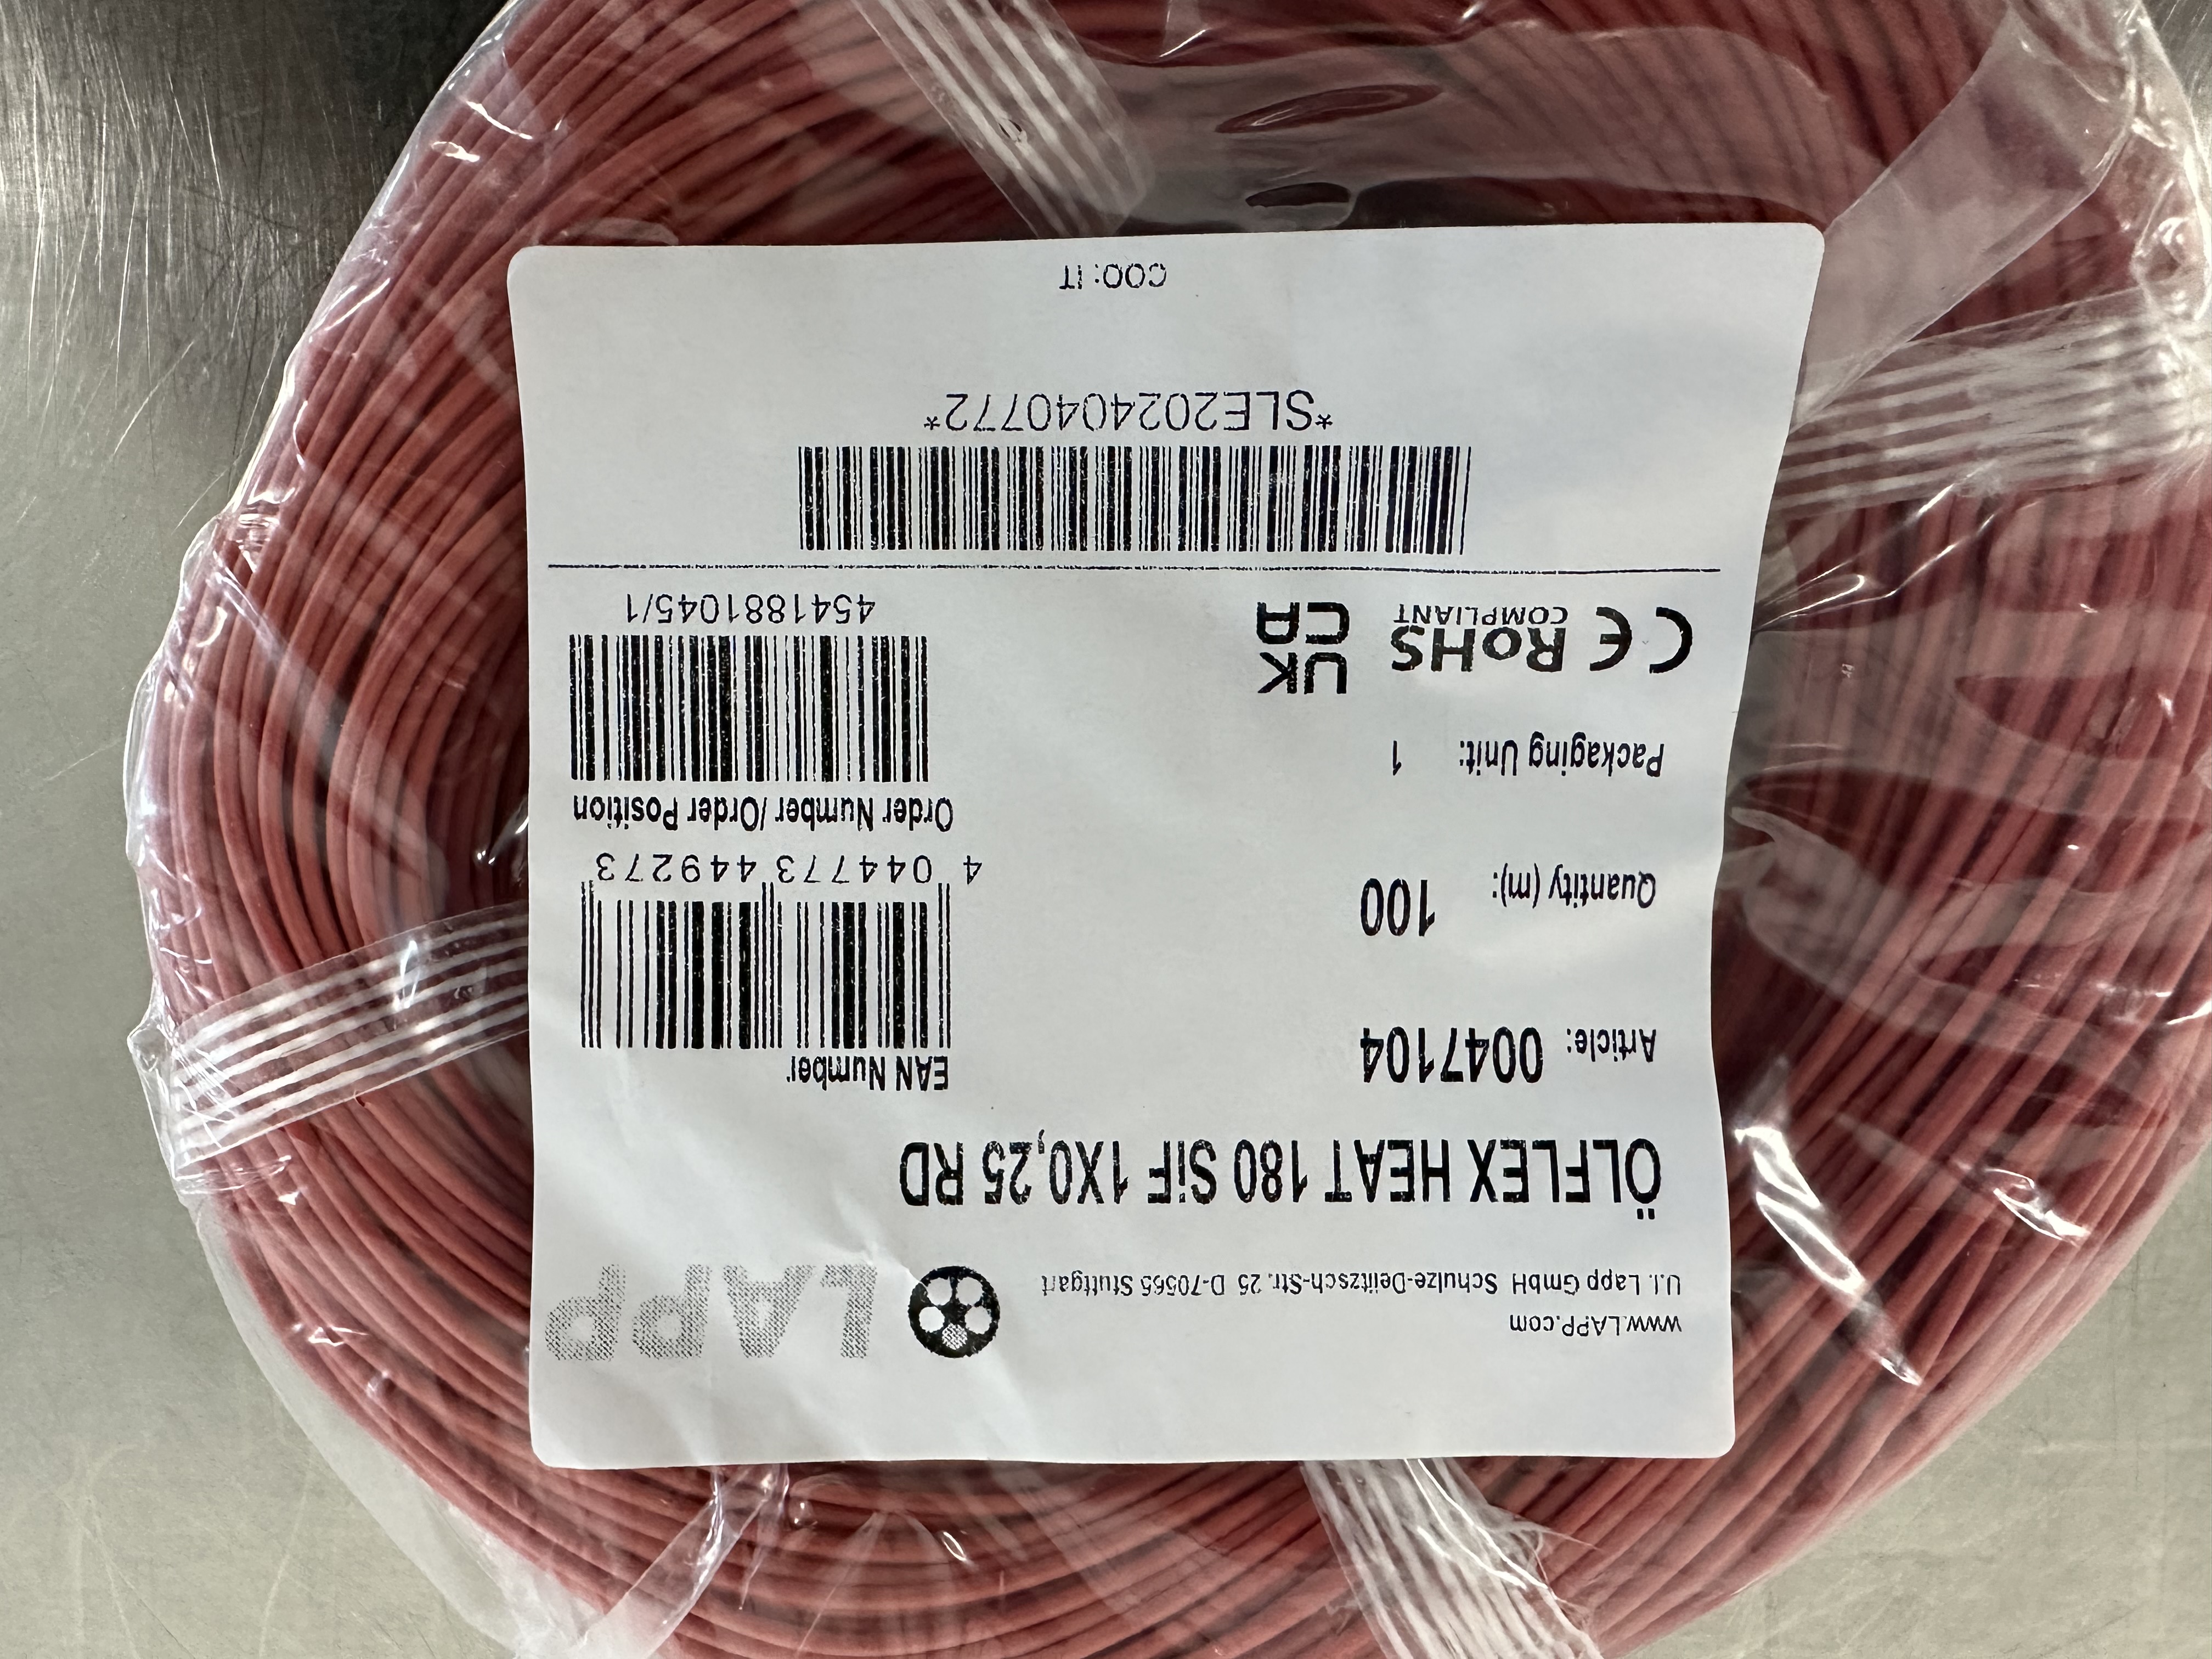 www.LAPP.com
U.I. Lapp GmbH Schulze-Delitzsch-Str. 25 D-70565 Stuttgart
LAPP
ÖLFLEX HEAT 180 SiF 1X0,25 RD
Article: 0047104
EAN Number
4 044773 449273
Quantity (m): 100
Order Number/Order Position
4541881045/1
Packaging Unit: 1
CE RoHS COMPLIANT UK CA
*SLE2024040772*
COO: IT